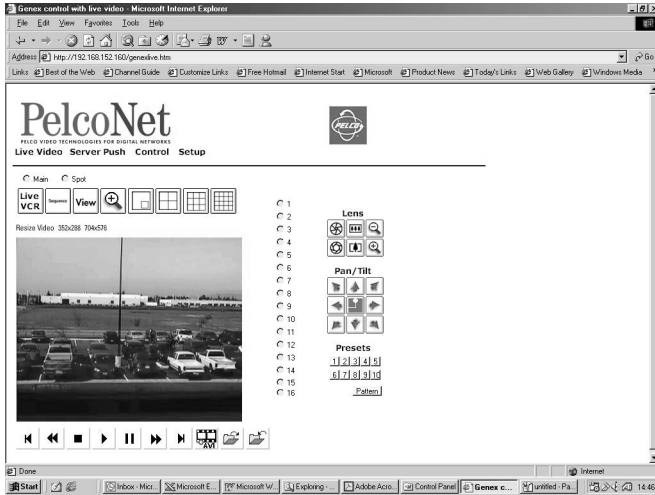 Genex control with live video - Microsoft Internet Explorer
File Edit View Favorites Tools Help
Address http://192.168.152.160/genexlive.htm Go
Links Best of the Web Channel Guide Customize Links Free Hotmail Internet Start Microsoft Product News Today's Links Web Gallery Windows Media
PelcoNet
PELCO VIDEO TECHNOLOGIES FOR DIGITAL NETWORKS
PELCO
Live Video Server Push Control Setup
Main Spot
Live VCR Sequence View
Resize Video 352x288 704x576
1
2
3
4
5
6
7
8
9
10
11
12
13
14
15
16
Lens
Pan/Tilt
Presets
1 2 3 4 5
6 7 8 9 10
Pattern
AVI
Done Internet
Start Inbox - Micr... Microsoft E... Microsoft W... Exploring - ... Adobe Acro... Control Panel Genex c... untitled - Pa... 14:46